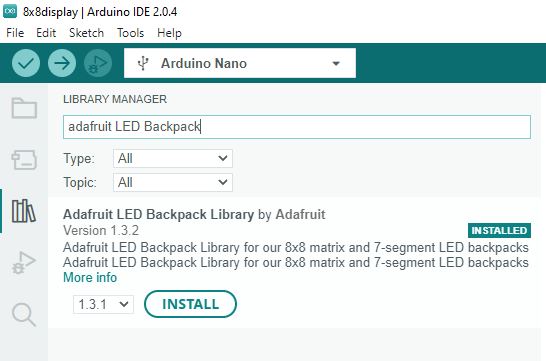 8x8display | Arduino IDE 2.0.4
File Edit Sketch Tools Help
Arduino Nano
LIBRARY MANAGER
adafruit LED Backpack
Type: All
Topic: All
Adafruit LED Backpack Library by Adafruit
Version 1.3.2 INSTALLED
Adafruit LED Backpack Library for our 8x8 matrix and 7-segment LED backpacks
Adafruit LED Backpack Library for our 8x8 matrix and 7-segment LED backpacks
More info
1.3.1 INSTALL